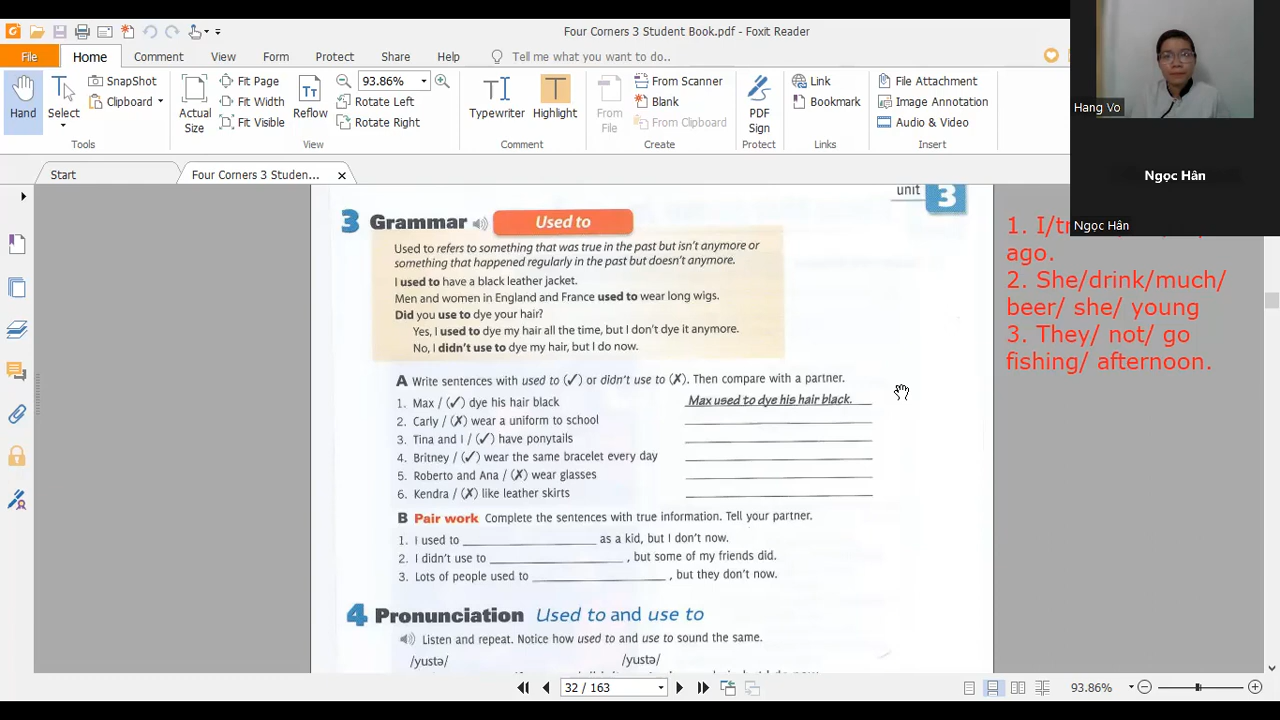 Four Corners 3 Student Book.pdf - Foxit Reader
File Home Comment View Form Protect Share Help Tell me what you want to do..
Hand
Select
SnapShot
Clipboard
Actual Size
Fit Page
Fit Width
Fit Visible
Reflow
93.86%
Rotate Left
Rotate Right
Typewriter
Highlight
From File
From Scanner
Blank
From Clipboard
PDF Sign
Link
Bookmark
File Attachment
Image Annotation
Audio & Video
Tools View Comment Create Protect Links Insert
Hang Vo
Ngọc Hân
Ngọc Hân
Start
Four Corners 3 Studen...
unit 3
3 Grammar Used to
Used to refers to something that was true in the past but isn't anymore or
something that happened regularly in the past but doesn't anymore.
I used to have a black leather jacket.
Men and women in England and France used to wear long wigs.
Did you use to dye your hair?
Yes, I used to dye my hair all the time, but I don't dye it anymore.
No, I didn't use to dye my hair, but I do now.
A Write sentences with used to (✓) or didn't use to (✗). Then compare with a partner.
1. Max / (✓) dye his hair black Max used to dye his hair black.
2. Carly / (✗) wear a uniform to school
3. Tina and I / (✓) have ponytails
4. Britney / (✓) wear the same bracelet every day
5. Roberto and Ana / (✗) wear glasses
6. Kendra / (✗) like leather skirts
B Pair work Complete the sentences with true information. Tell your partner.
1. I used to ____ as a kid, but I don't now.
2. I didn't use to ____, but some of my friends did.
3. Lots of people used to ____, but they don't now.
4 Pronunciation Used to and use to
Listen and repeat. Notice how used to and use to sound the same.
/yustə/ /yustə/
ago.
2. She/drink/much/
beer/ she/ young
3. They/ not/ go
fishing/ afternoon.
32 / 163
93.86%